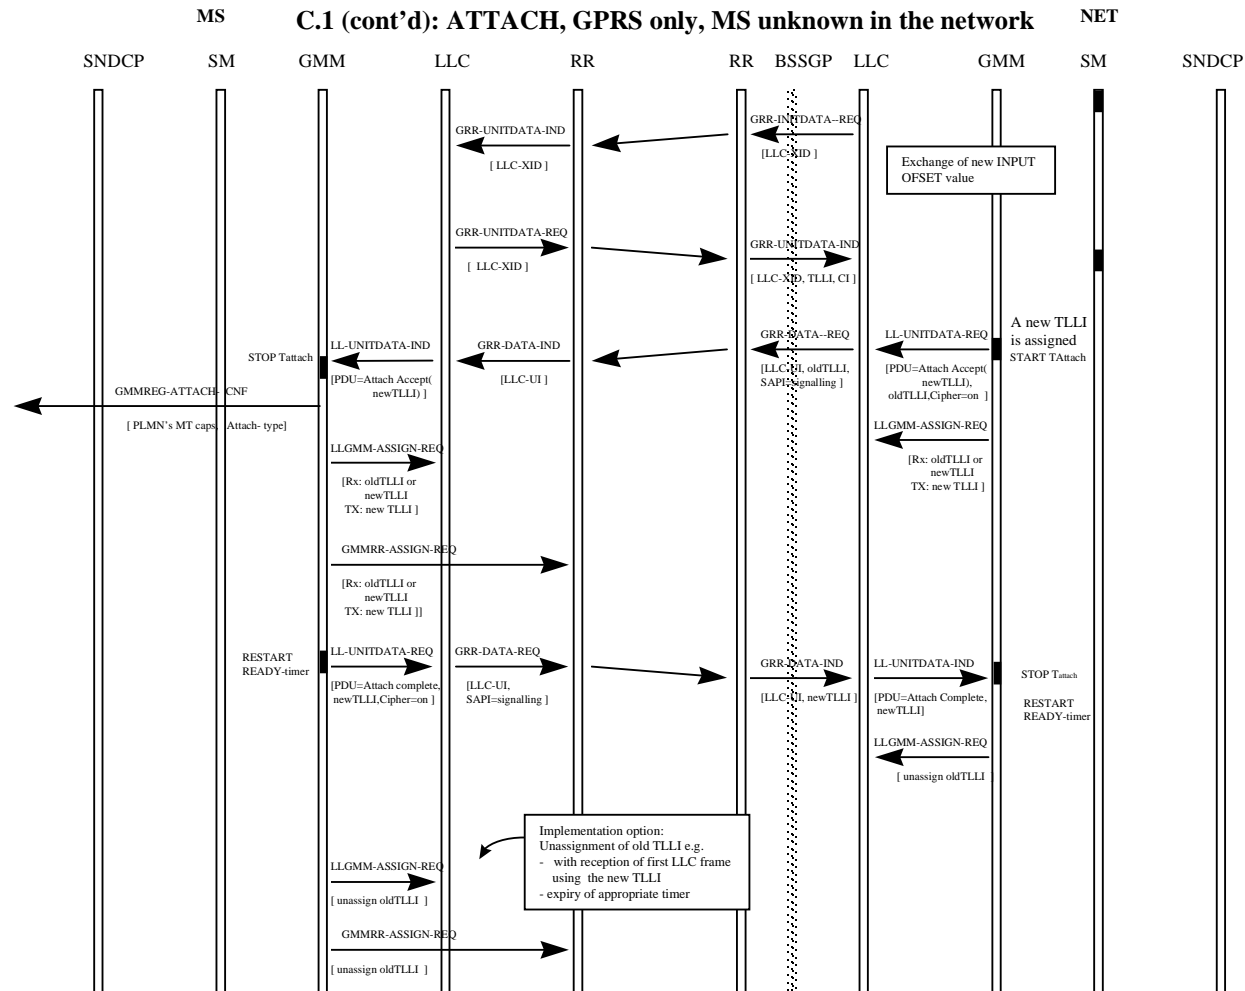 MS
C.1 (cont'd): ATTACH, GPRS only, MS unknown in the network
NET
SNDCP
SM
GMM
LLC
RR
RR
BSSGP
LLC
GMM
SM
SNDCP
GRR-UNITDATA-IND
GRR-INITDATA--REQ
[ LLC-XID ]
[LLC-XID ]
Exchange of new INPUT
OFSET value
GRR-UNITDATA-REQ
GRR-UNITDATA-IND
[ LLC-XID ]
[ LLC-XID, TLLI, CI ]
A new TLLI
is assigned
START TAttach
STOP Tattach
LL-UNITDATA-IND
GRR-DATA-IND
GRR-DATA--REQ
LL-UNITDATA-REQ
[PDU=Attach Accept(
newTLLI) ]
[LLC-UI ]
[LLC-UI, oldTLLI,
SAPI=signalling ]
[PDU=Attach Accept(
newTLLI),
oldTLLI,Cipher=on ]
GMMREG-ATTACH- CNF
[ PLMN's MT caps, Attach- type]
LLGMM-ASSIGN-REQ
LLGMM-ASSIGN-REQ
[Rx: oldTLLI or
newTLLI
TX: new TLLI ]
[Rx: oldTLLI or
newTLLI
TX: new TLLI ]
GMMRR-ASSIGN-REQ
[Rx: oldTLLI or
newTLLI
TX: new TLLI ]]
RESTART
READY-timer
LL-UNITDATA-REQ
GRR-DATA-REQ
GRR-DATA-IND
LL-UNITDATA-IND
STOP Tattach
[PDU=Attach complete,
newTLLI,Cipher=on ]
[LLC-UI,
SAPI=signalling ]
[LLC-UI, newTLLI ]
[PDU=Attach Complete,
newTLLI]
RESTART
READY-timer
LLGMM-ASSIGN-REQ
[ unassign oldTLLI ]
Implementation option:
Unassignment of old TLLI e.g.
- with reception of first LLC frame
using the new TLLI
- expiry of appropriate timer
LLGMM-ASSIGN-REQ
[ unassign oldTLLI ]
GMMRR-ASSIGN-REQ
[ unassign oldTLLI ]